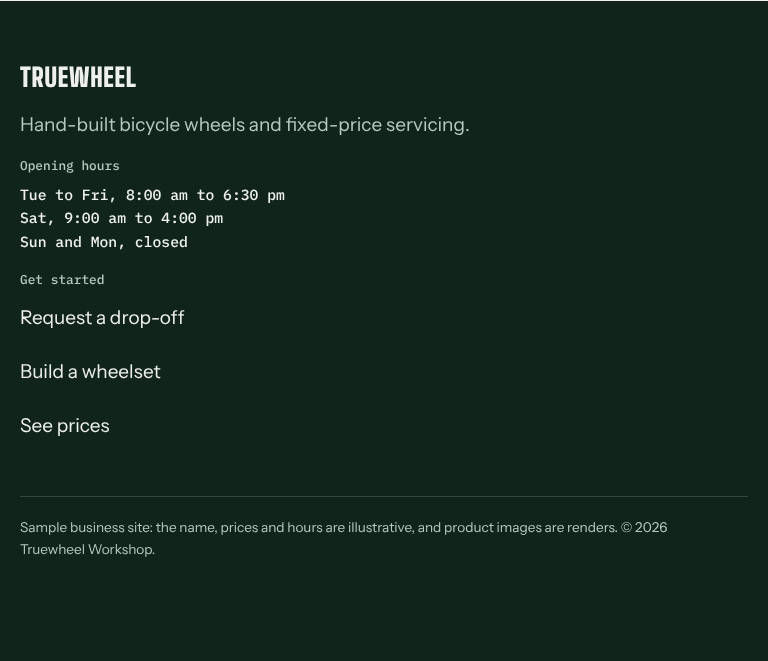 TRUEWHEEL
Hand-built bicycle wheels and fixed-price servicing.
Opening hours
Tue to Fri, 8:00 am to 6:30 pm
Sat, 9:00 am to 4:00 pm
Sun and Mon, closed
Get started
Request a drop-off
Build a wheelset
See prices
Sample business site: the name, prices and hours are illustrative, and product images are renders. © 2026
Truewheel Workshop.